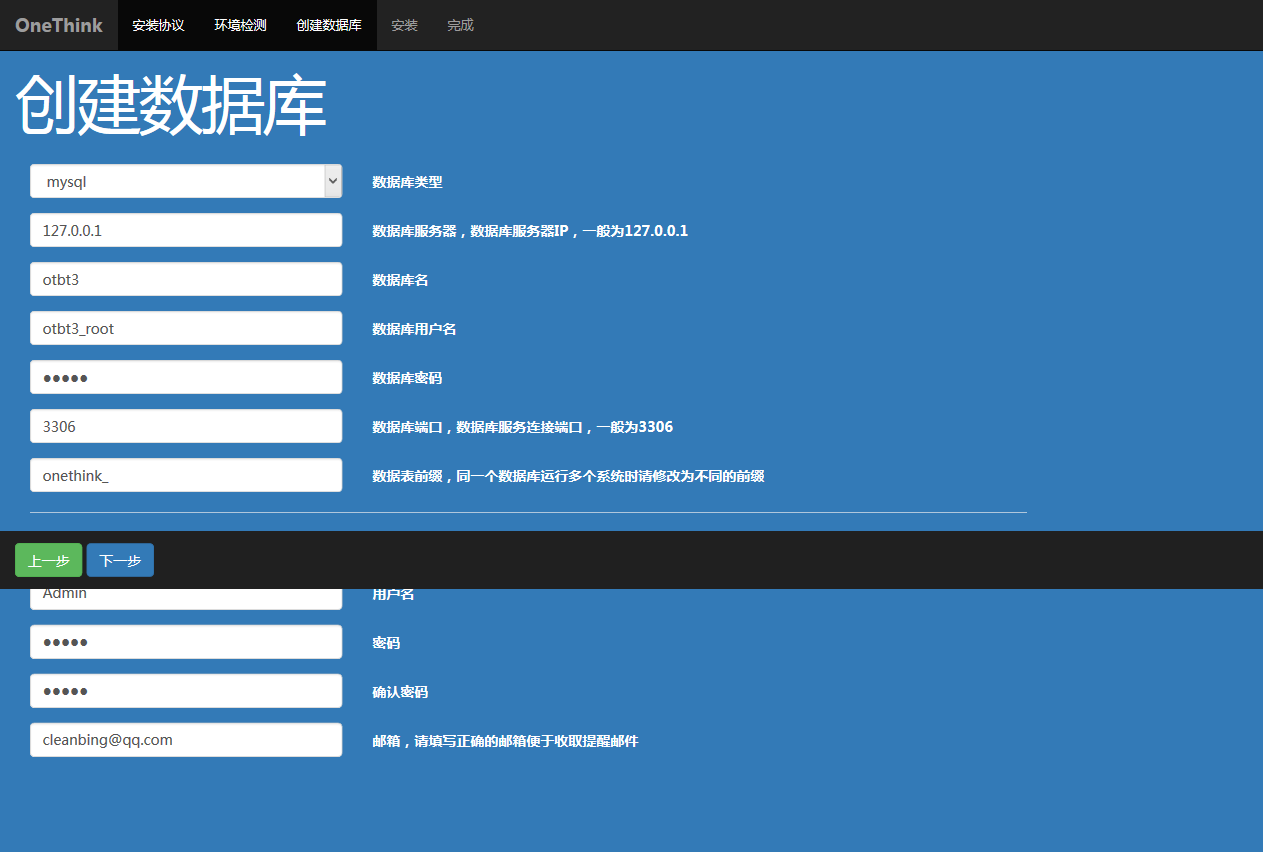 OneThink 安装协议 环境检测 创建数据库 安装 完成
创建数据库
mysql 数据库类型
127.0.0.1 数据库服务器，数据库服务器IP，一般为127.0.0.1
otbt3 数据库名
otbt3_root 数据库用户名
●●●●● 数据库密码
3306 数据库端口，数据库服务连接端口，一般为3306
onethink_ 数据表前缀，同一个数据库运行多个系统时请修改为不同的前缀
上一步 下一步
Admin 用户名
●●●●● 密码
●●●●● 确认密码
cleanbing@qq.com 邮箱，请填写正确的邮箱便于收取提醒邮件